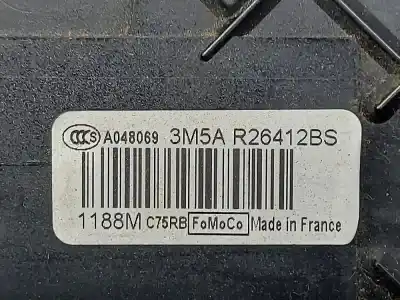 CCC S A048069 3M5A R26412BS
1188M C75RB FoMoCo Made in France